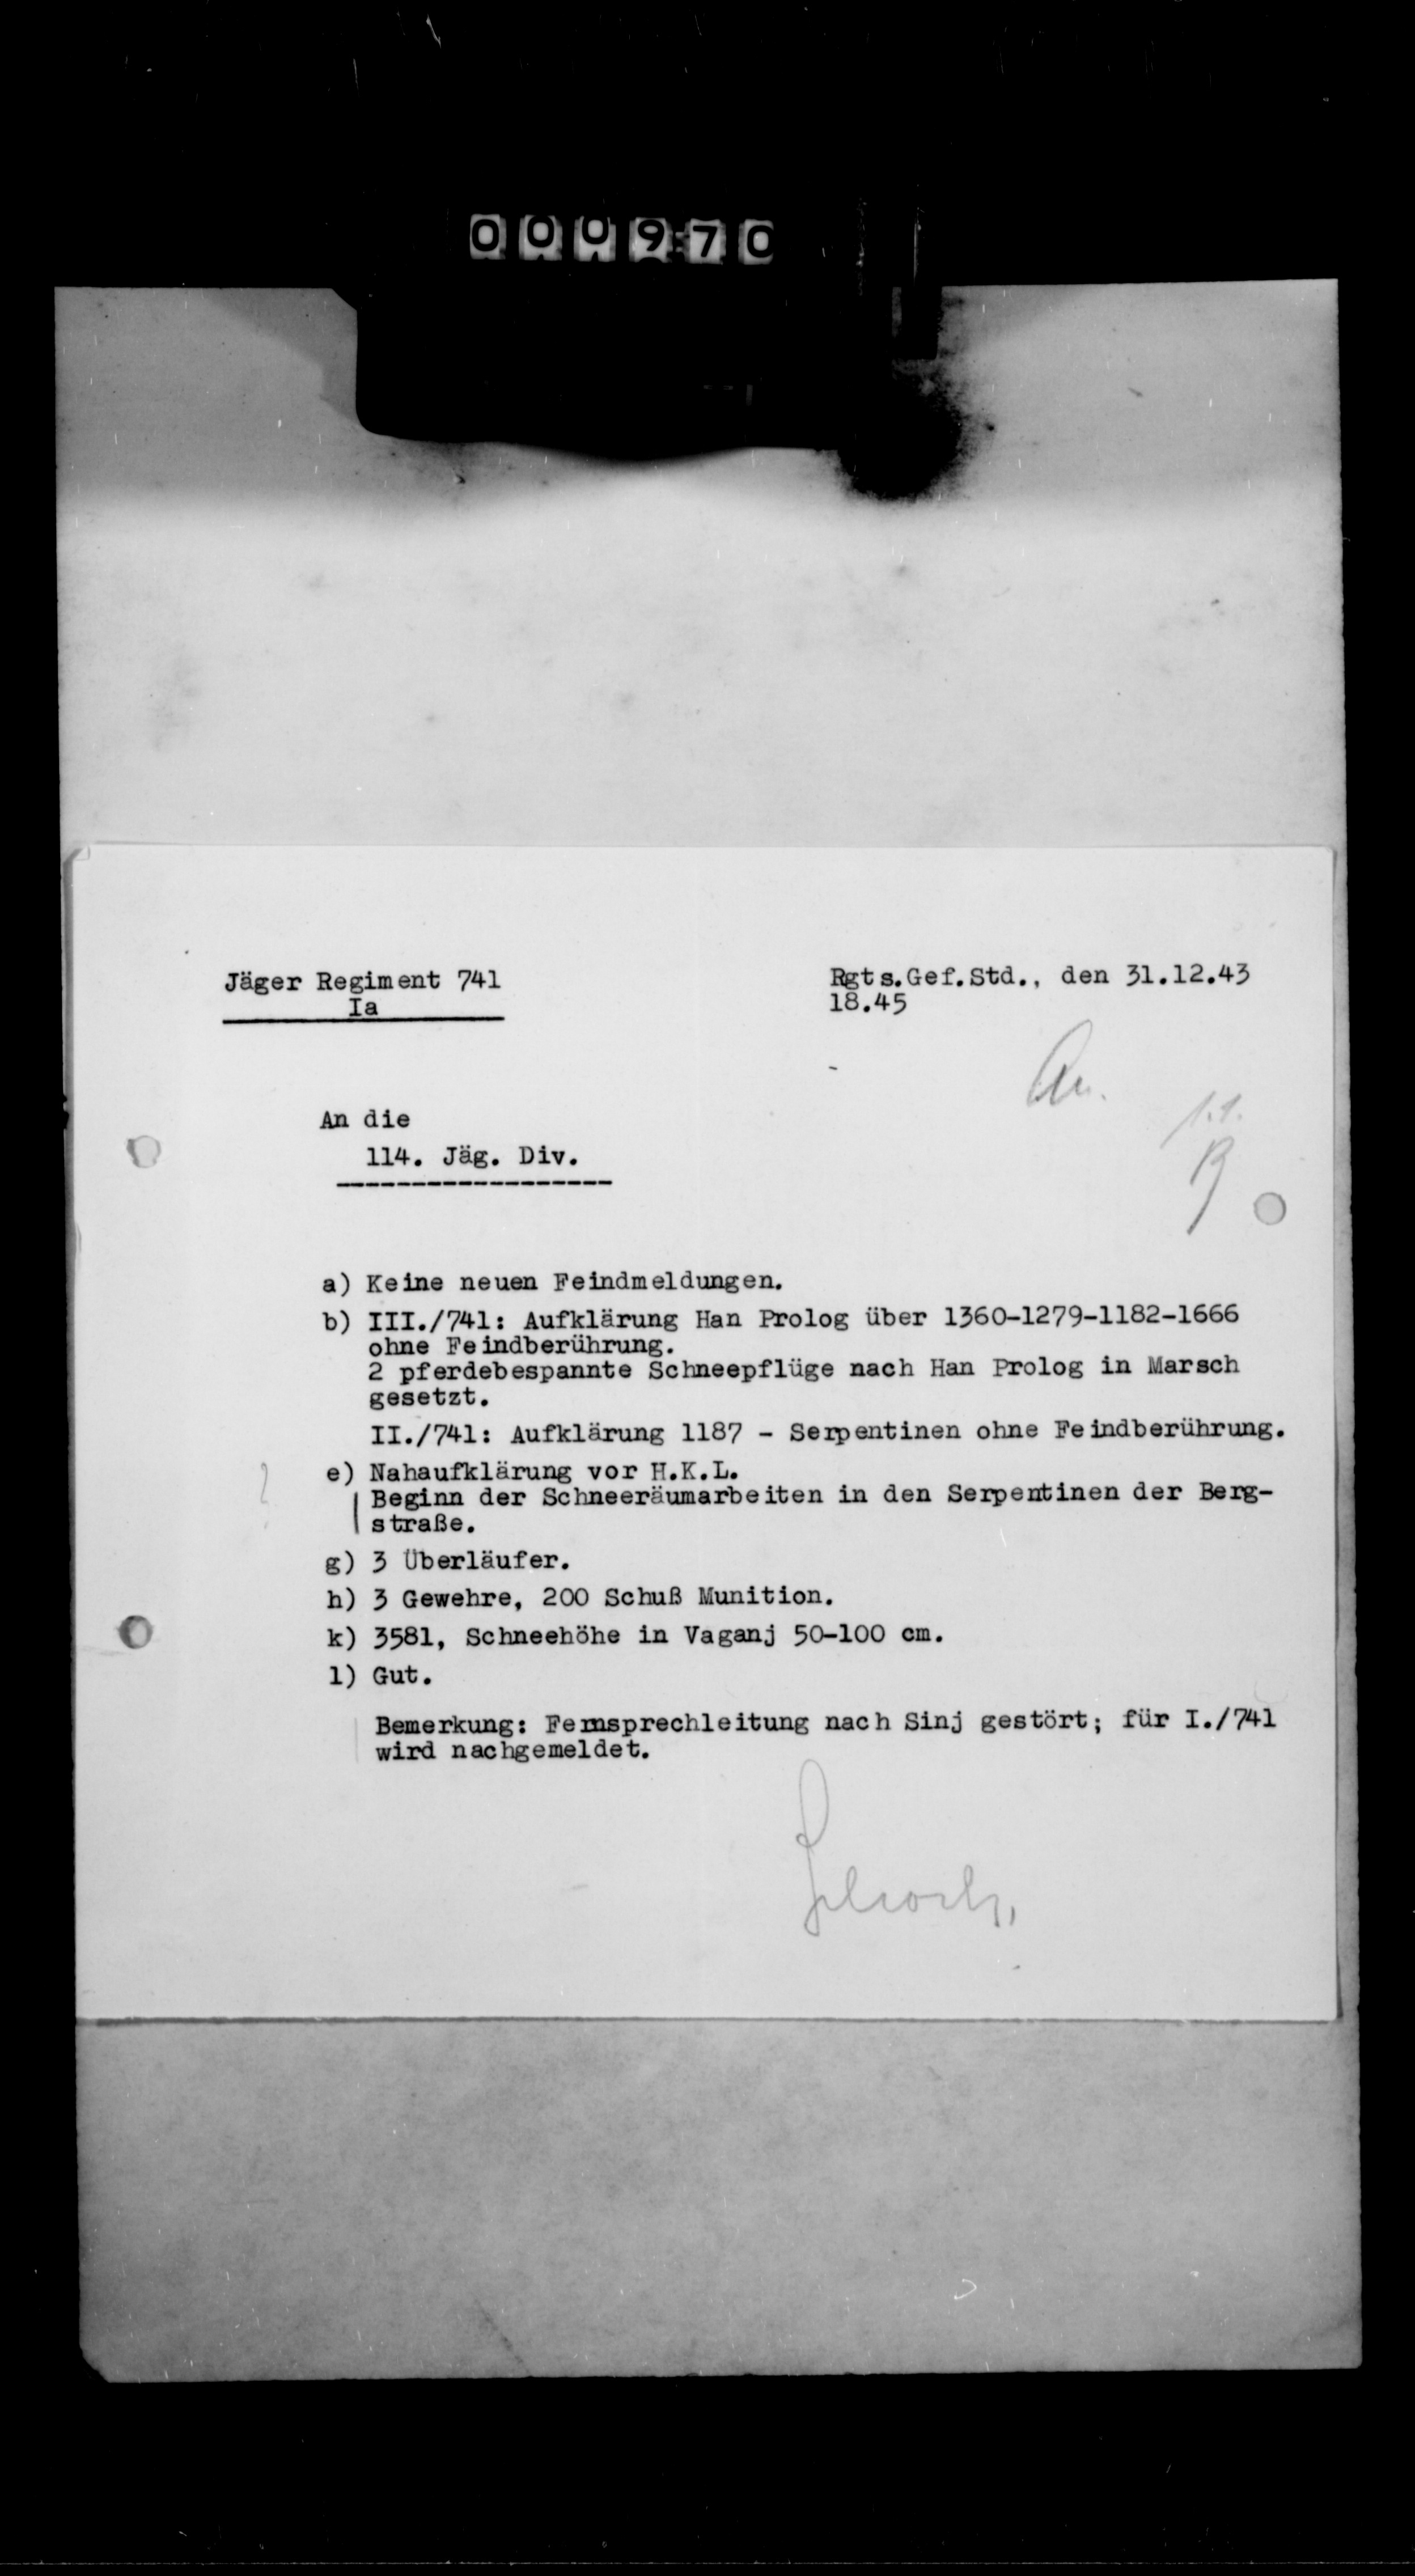 000970
Jäger Regiment 741
Ia
Rgts.Gef.Std., den 31.12.43
18.45
1.1.
An die
114. Jäg. Div.
a) Keine neuen Feindmeldungen.
b) III./741: Aufklärung Han Prolog über 1360-1279-1182-1666
ohne Feindberührung.
2 pferdebespannte Schneepflüge nach Han Prolog in Marsch
gesetzt.
II./741: Aufklärung 1187 - Serpentinen ohne Feindberührung.
e) Nahaufklärung vor H.K.L.
Beginn der Schneeräumarbeiten in den Serpentinen der Berg-
straße.
g) 3 Überläufer.
h) 3 Gewehre, 200 Schuß Munition.
k) 3581, Schneehöhe in Vaganj 50-100 cm.
l) Gut.
Bemerkung: Fernsprechleitung nach Sinj gestört; für I./741
wird nachgemeldet.